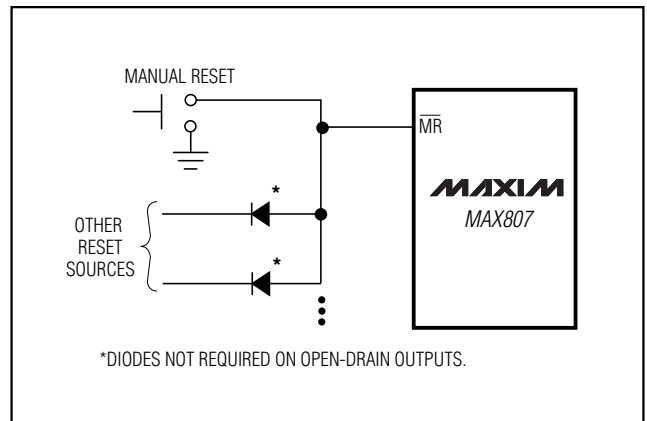 MANUAL RESET
MR
MAXIM
MAX807
*
OTHER
RESET
SOURCES
*
*DIODES NOT REQUIRED ON OPEN-DRAIN OUTPUTS.